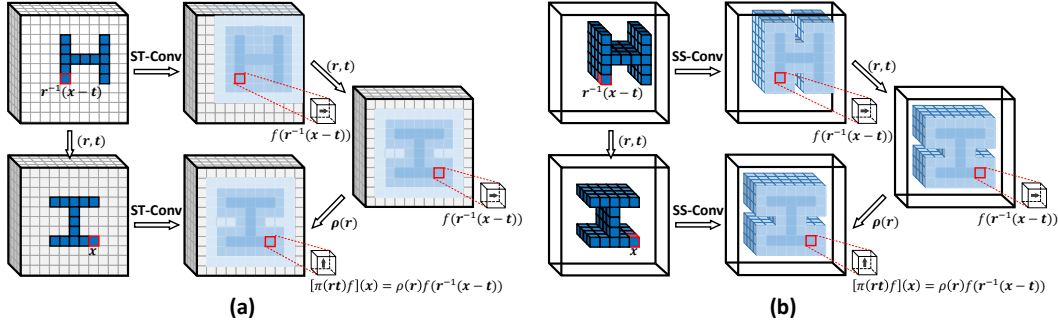 ST-Conv
(r, t)
r⁻¹(x − t)
f(r⁻¹(x − t))
(r, t)
ST-Conv
ρ(r)
f(r⁻¹(x − t))
x
[π(rt)f](x) = ρ(r)f(r⁻¹(x − t))
(a)
SS-Conv
(r, t)
r⁻¹(x − t)
f(r⁻¹(x − t))
(r, t)
SS-Conv
ρ(r)
f(r⁻¹(x − t))
x
[π(rt)f](x) = ρ(r)f(r⁻¹(x − t))
(b)